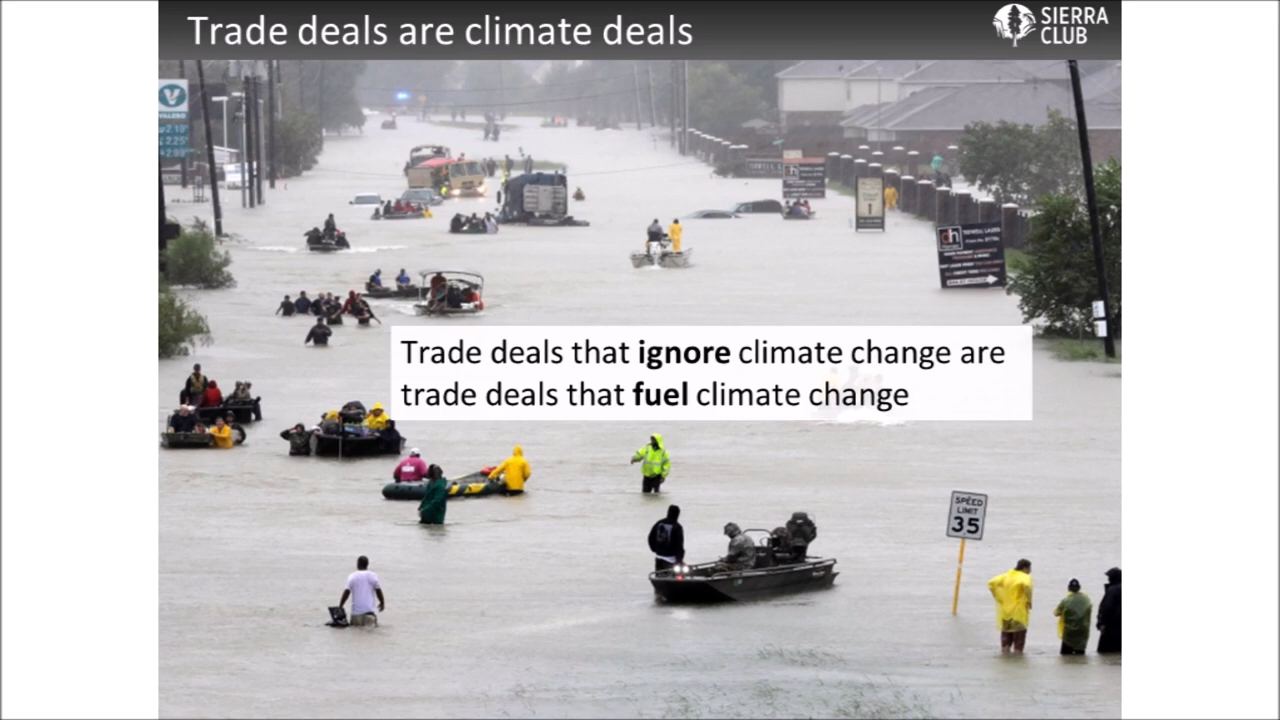 Trade deals are climate deals
SIERRA
CLUB
VALERO
Trade deals that ignore climate change are
trade deals that fuel climate change
SPEED
LIMIT
35